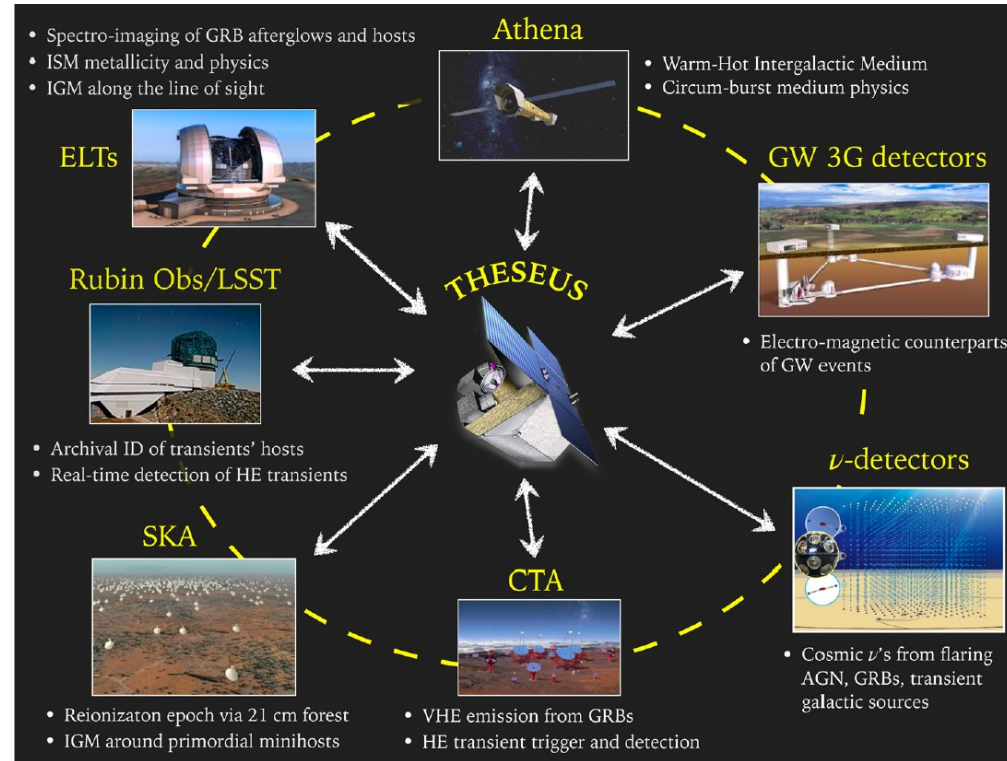 • Spectro-imaging of GRB afterglows and hosts
• ISM metallicity and physics
• IGM along the line of sight
Athena
• Warm-Hot Intergalactic Medium
• Circum-burst medium physics
ELTs
GW 3G detectors
• Electro-magnetic counterparts
of GW events
THESEUS
Rubin Obs/LSST
• Archival ID of transients’ hosts
• Real-time detection of HE transients
ν-detectors
• Cosmic ν’s from flaring
AGN, GRBs, transient
galactic sources
SKA
• Reionizaton epoch via 21 cm forest
• IGM around primordial minihosts
CTA
• VHE emission from GRBs
• HE transient trigger and detection